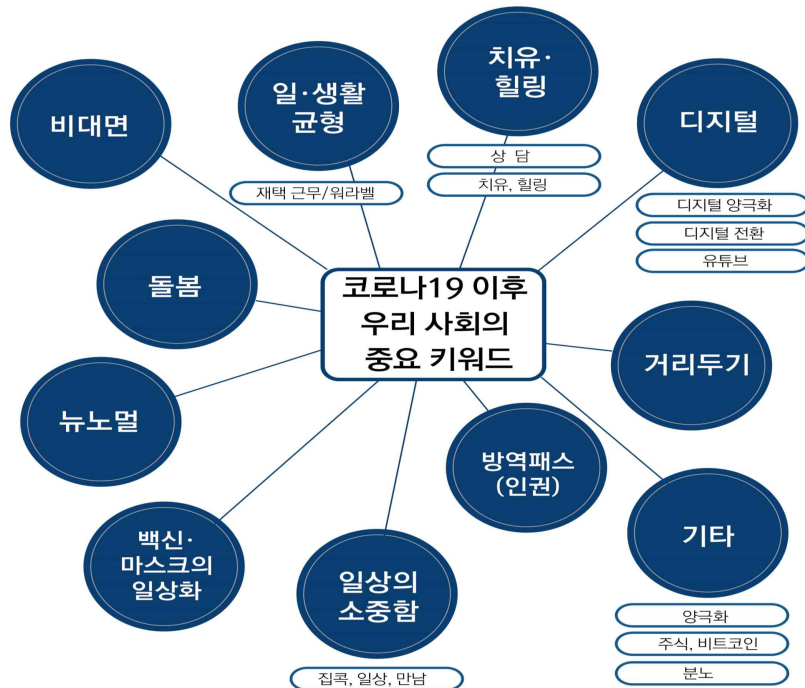 비대면
일·생활
균형
재택 근무/워라벨
치유·
힐링
상 담
치유, 힐링
디지털
디지털 양극화
디지털 전환
유튜브
돌봄
코로나19 이후
우리 사회의
중요 키워드
거리두기
뉴노멀
방역패스
(인권)
백신·
마스크의
일상화
일상의
소중함
집콕, 일상, 만남
기타
양극화
주식, 비트코인
분노